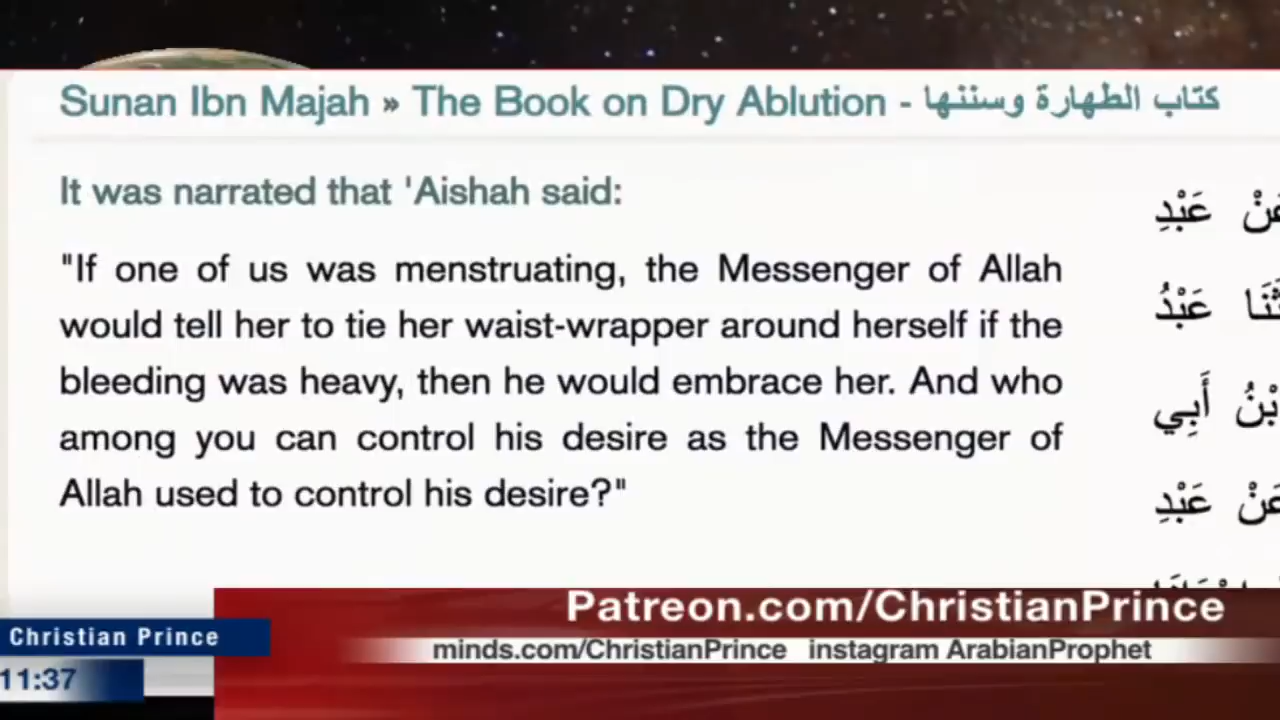 Sunan Ibn Majah » The Book on Dry Ablution - كتاب الطهارة وسننها
It was narrated that 'Aishah said:
"If one of us was menstruating, the Messenger of Allah
would tell her to tie her waist-wrapper around herself if the
bleeding was heavy, then he would embrace her. And who
among you can control his desire as the Messenger of
Allah used to control his desire?"
عَبْدِ
عَبْدُ
بْنُ أَبِي
عَنْ عَبْدِ
Patreon.com/ChristianPrince
Christian Prince
minds.com/ChristianPrince instagram ArabianProphet
11:37